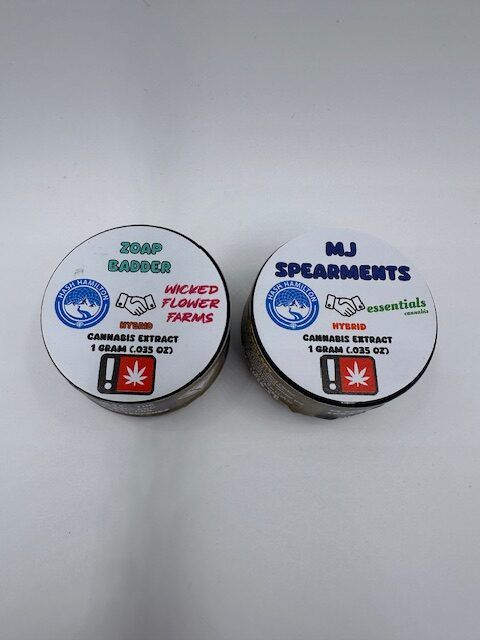 ZOAP
BADDER
HASH HAMILTON
WICKED
FLOWER
FARMS
HYBRID
CANNABIS EXTRACT
1 GRAM (.035 OZ)
MJ
SPEARMENTS
HASH HAMILTON
essentials
cannabis
HYBRID
CANNABIS EXTRACT
1 GRAM (.035 OZ)